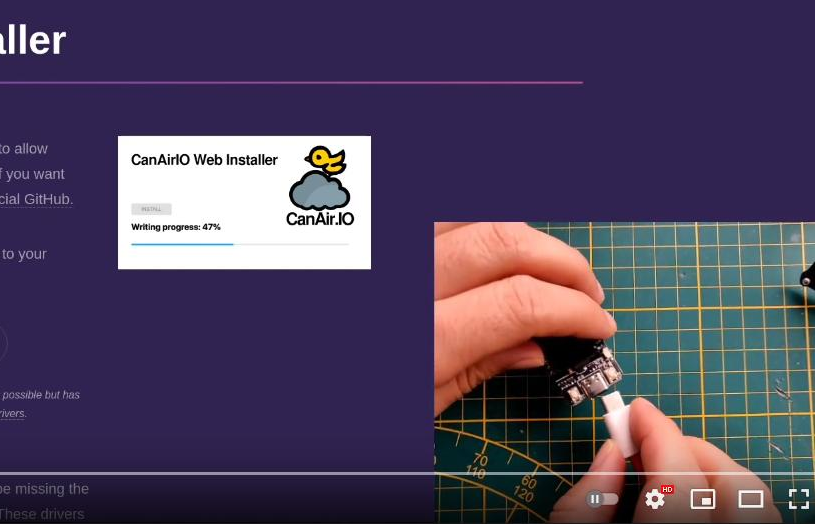 aller
to allow
f you want
cial GitHub.
to your
possible but has
rivers.
be missing the
These drivers
CanAirIO Web Installer
INSTALL
Writing progress: 47%
CanAir.IO
70
110
60
120
HD